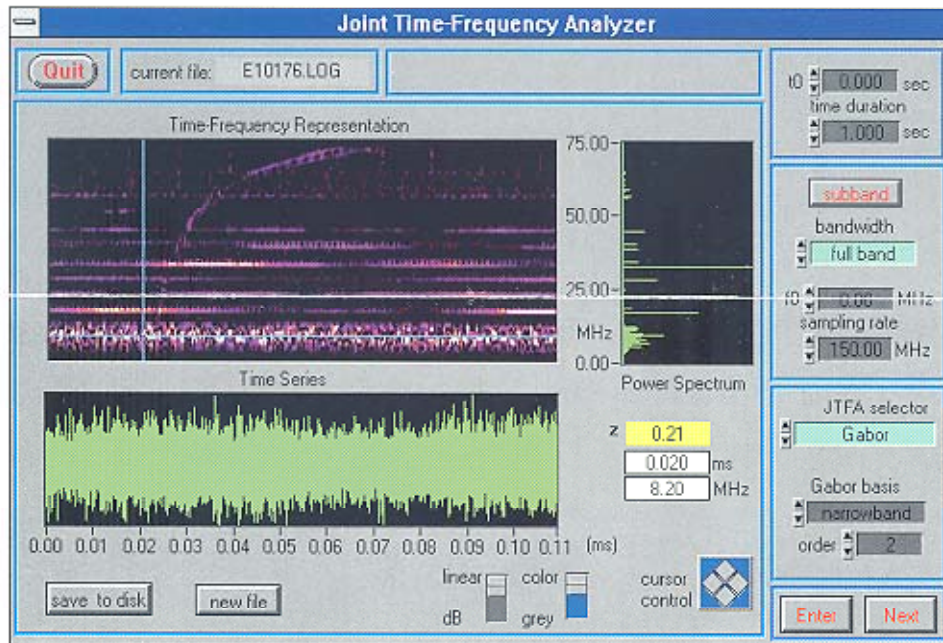 Joint Time-Frequency Analyzer
Quit
current file: E10176.LOG
t0 0.000 sec
time duration
1.000 sec
Time-Frequency Representation
75.00
50.00
25.00
MHz
0.00
subband
bandwidth
full band
f0 0.00 MHz
sampling rate
150.00 MHz
Time Series
Power Spectrum
z 0.21
0.020 ms
8.20 MHz
JTFA selector
Gabor
Gabor basis
narrowband
order 2
0.00 0.01 0.02 0.03 0.04 0.05 0.06 0.07 0.08 0.09 0.10 0.11 (ms)
save to disk
new file
linear
dB
color
grey
cursor
control
Enter
Next